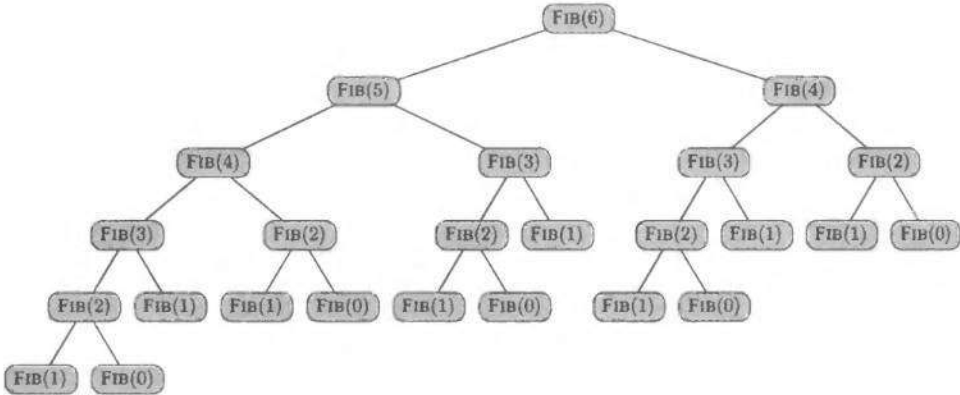 FIB(6)
FIB(5) FIB(4)
FIB(4) FIB(3) FIB(3) FIB(2)
FIB(3) FIB(2) FIB(2) FIB(1) FIB(2) FIB(1) FIB(1) FIB(0)
FIB(2) FIB(1) FIB(1) FIB(0) FIB(1) FIB(0) FIB(1) FIB(0)
FIB(1) FIB(0)